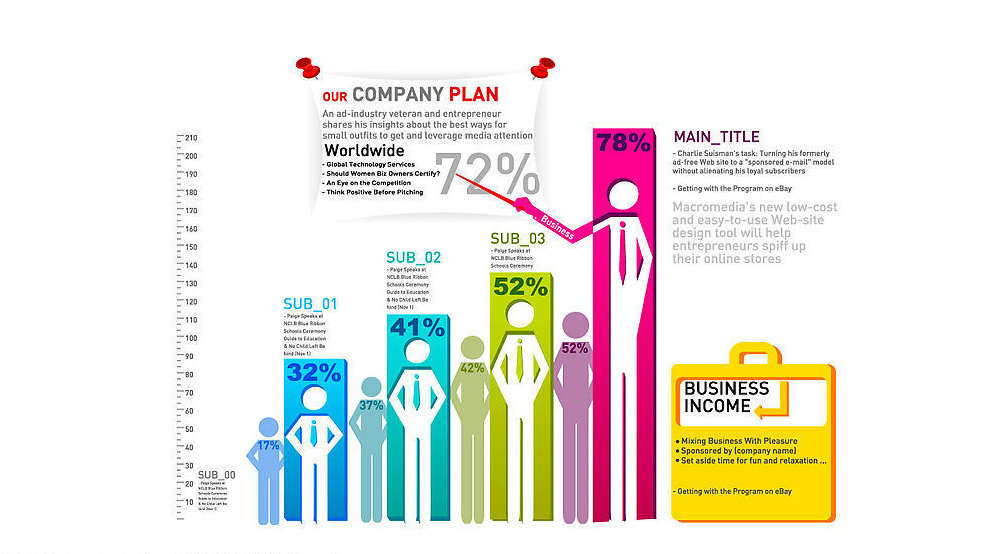 OUR COMPANY PLAN
An ad-industry veteran and entrepreneur
shares his insights about the best ways for
small outfits to get and leverage media attention
Worldwide
- Global Technology Services
- Should Women Biz Owners Certify?
- An Eye on the Competition
- Think Positive Before Pitching
72%
Business
78%
MAIN_TITLE
- Charlie Suisman's task: Turning his formerly
ad-free Web site to a "sponsored e-mail" model
without alienating his loyal subscribers
- Getting with the Program on eBay
Macromedia's new low-cost
and easy-to-use Web-site
design tool will help
entrepreneurs spiff up
their online stores
210
200
190
180
170
160
150
140
130
120
110
100
90
80
70
60
50
40
30
20
10
SUB_00
- Paige Speaks at
NCLB Blue Ribbon
Schools Ceremony
Guide to Education
& No Child Left Be
hind (Nov 1)
17%
SUB_01
- Paige Speaks at
NCLB Blue Ribbon
Schools Ceremony
Guide to Education
& No Child Left Be
hind (Nov 1)
32%
37%
SUB_02
- Paige Speaks at
NCLB Blue Ribbon
Schools Ceremony
Guide to Education
& No Child Left Be
hind (Nov 1)
41%
42%
SUB_03
- Paige Speaks at
NCLB Blue Ribbon
Schools Ceremony
52%
52%
BUSINESS
INCOME
• Mixing Business With Pleasure
• Sponsored by (company name)
• Set aside time for fun and relaxation ...
- Getting with the Program on eBay